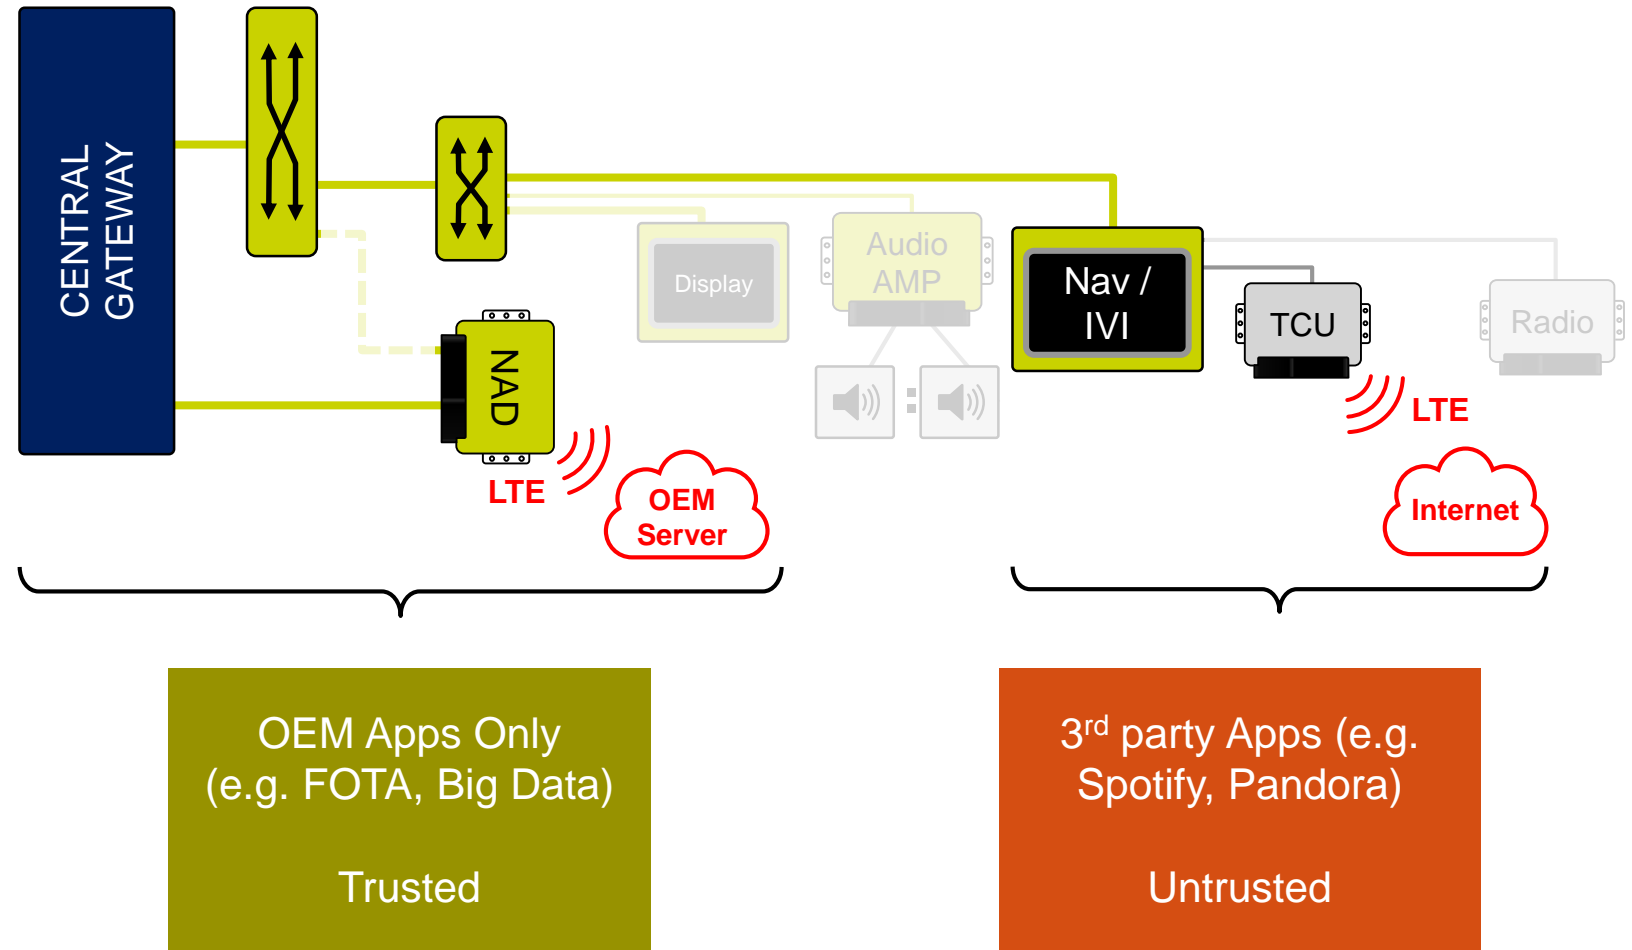 CENTRAL
GATEWAY
NAD
LTE
OEM
Server
Display
Audio
AMP
Nav /
IVI
TCU
LTE
Radio
Internet
OEM Apps Only
(e.g. FOTA, Big Data)
Trusted
3rd party Apps (e.g.
Spotify, Pandora)
Untrusted